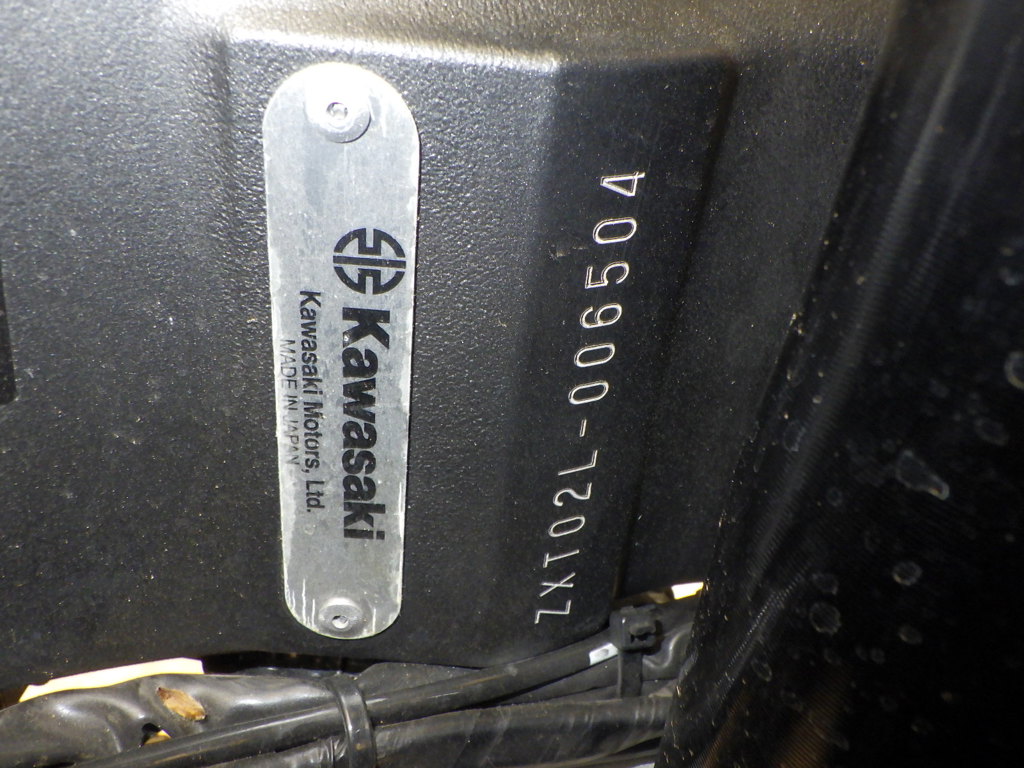 Kawasaki
Kawasaki Motors, Ltd.
MADE IN JAPAN
ZXT02L-006504